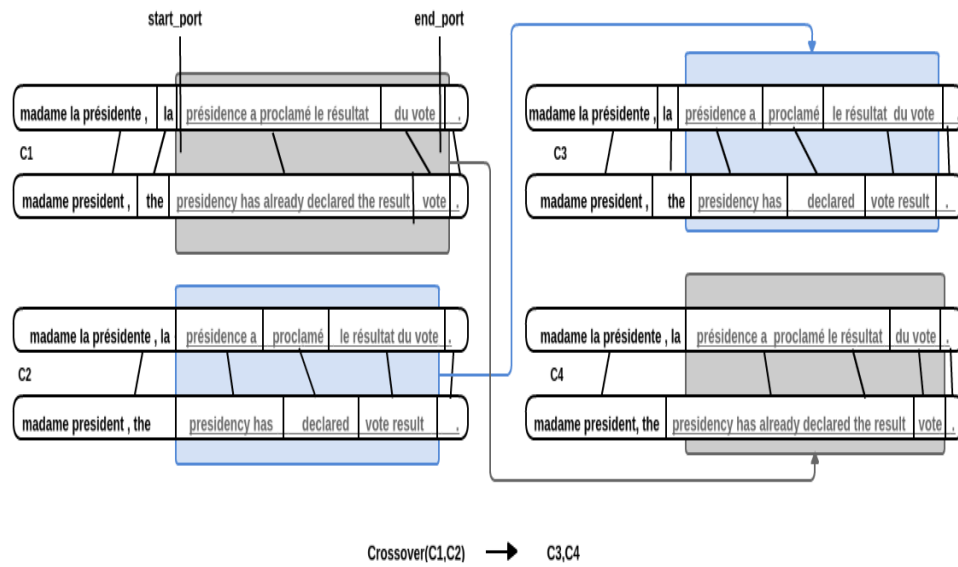 start_port end_port
madame la présidente , la présidence a proclamé le résultat du vote .
C1
madame president , the presidency has already declared the result vote .
madame la présidente , la présidence a proclamé le résultat du vote .
C2
madame president , the presidency has declared vote result .
madame la présidente , la présidence a proclamé le résultat du vote .
C3
madame president , the presidency has declared vote result .
madame la présidente , la présidence a proclamé le résultat du vote .
C4
madame president, the presidency has already declared the result vote .
Crossover(C1,C2) C3,C4